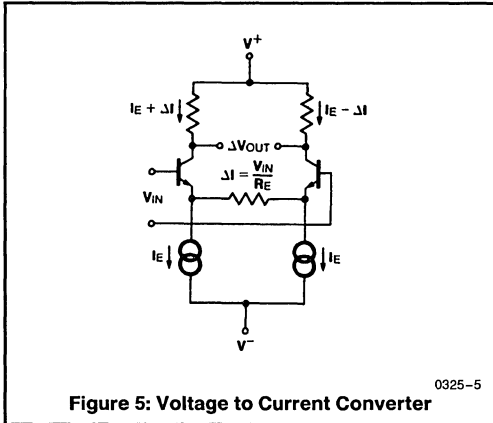 V+
IE + ΔI
IE − ΔI
ΔVOUT
ΔI = VIN / RE
VIN
IE
IE
V−
0325–5
Figure 5: Voltage to Current Converter